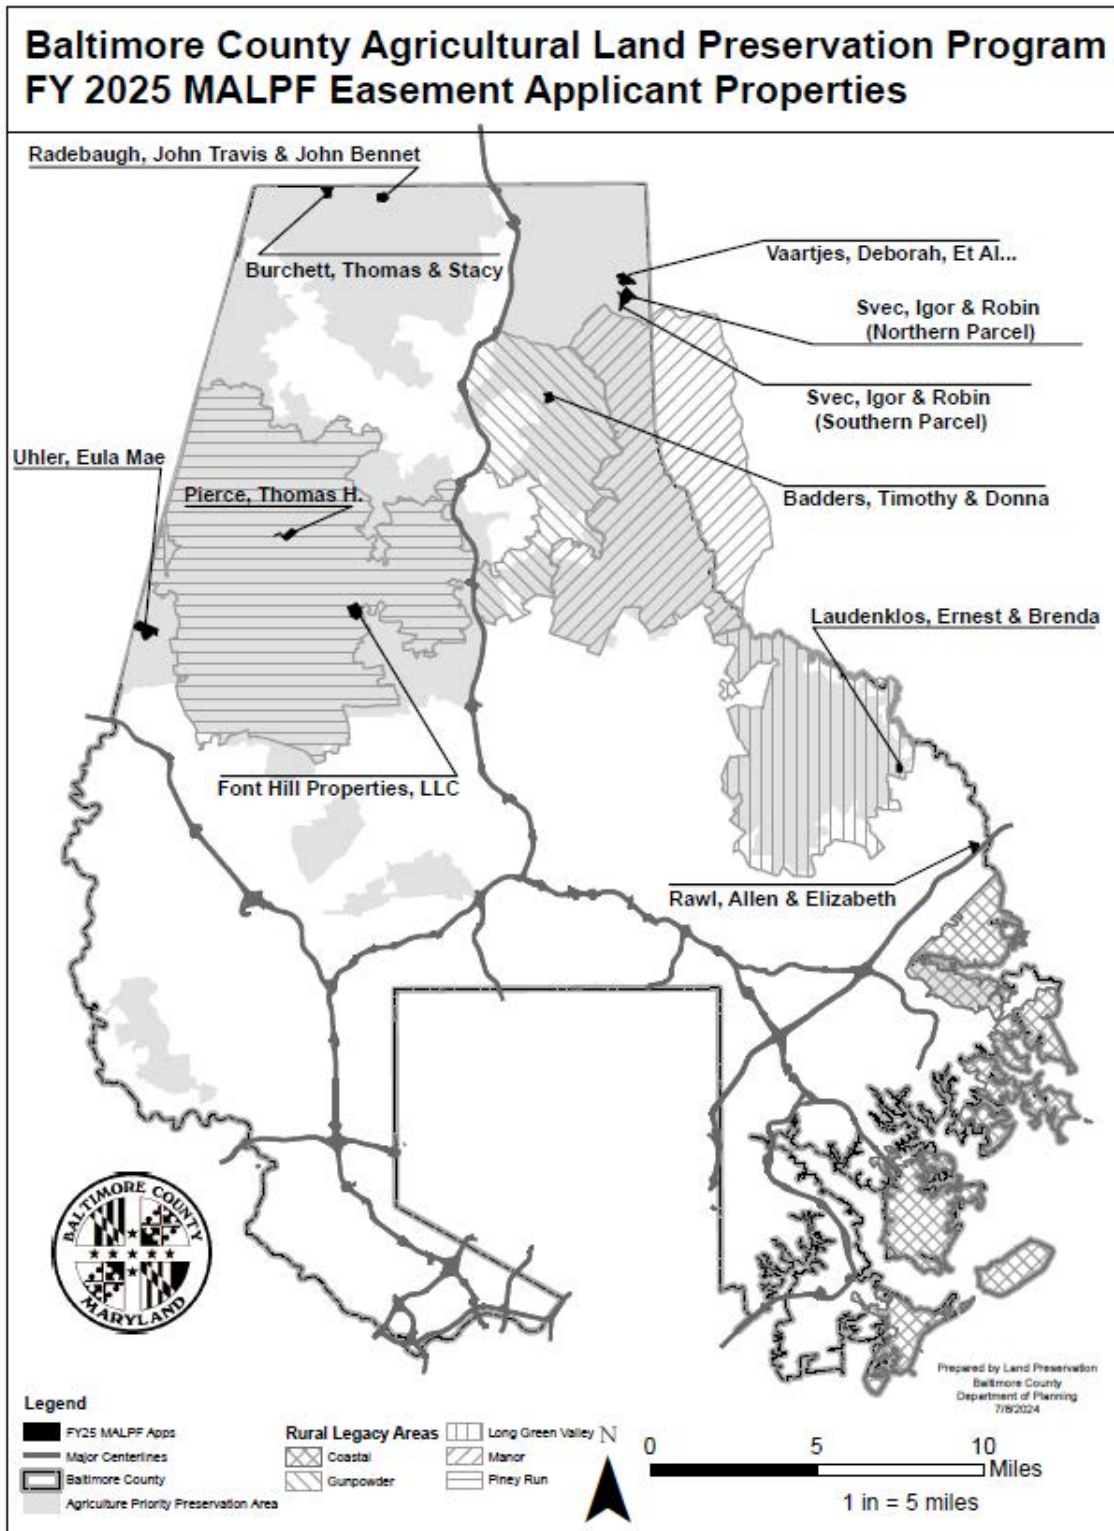 Baltimore County Agricultural Land Preservation Program
FY 2025 MALPF Easement Applicant Properties
Radebaugh, John Travis & John Bennet
Burchett, Thomas & Stacy
Vaartjes, Deborah, Et Al...
Svec, Igor & Robin
(Northern Parcel)
Svec, Igor & Robin
(Southern Parcel)
Uhler, Eula Mae
Pierce, Thomas H.
Badders, Timothy & Donna
Laudenklos, Ernest & Brenda
Font Hill Properties, LLC
Rawl, Allen & Elizabeth
BALTIMORE COUNTY
MARYLAND
Prepared by Land Preservation
Baltimore County
Department of Planning
7/8/2024
Legend
FY25 MALPF Apps
Major Centerlines
Baltimore County
Agriculture Priority Preservation Area
Rural Legacy Areas
Coastal
Gunpowder
Long Green Valley
Manor
Piney Run
N
0 5 10
Miles
1 in = 5 miles